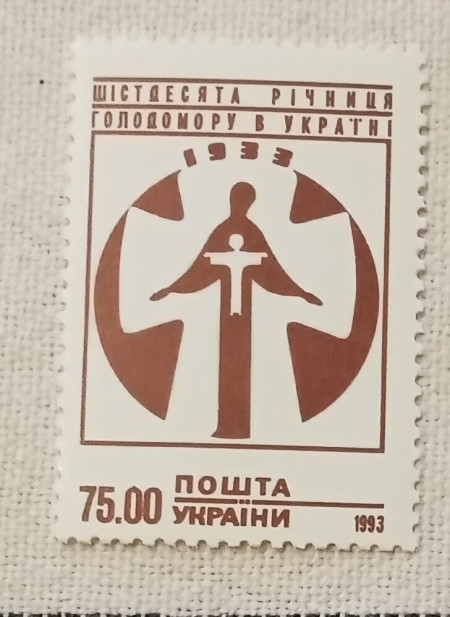 ШІСТДЕСЯТА РІЧНИЦЯ
ГОЛОДОМОРУ В УКРАЇНІ
1933
75.00 ПОШТА
УКРАЇНИ 1993